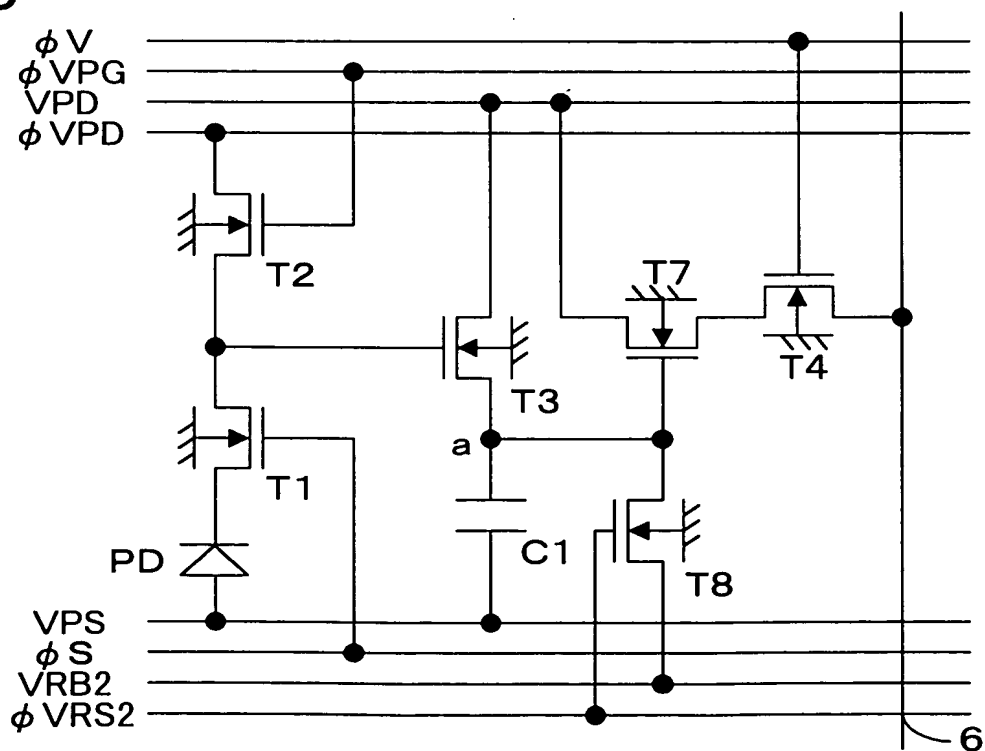 φV
φVPG
VPD
φVPD
T2
T7
T4
T3
a
T1
C1
PD
T8
VPS
φS
VRB2
φVRS2
6